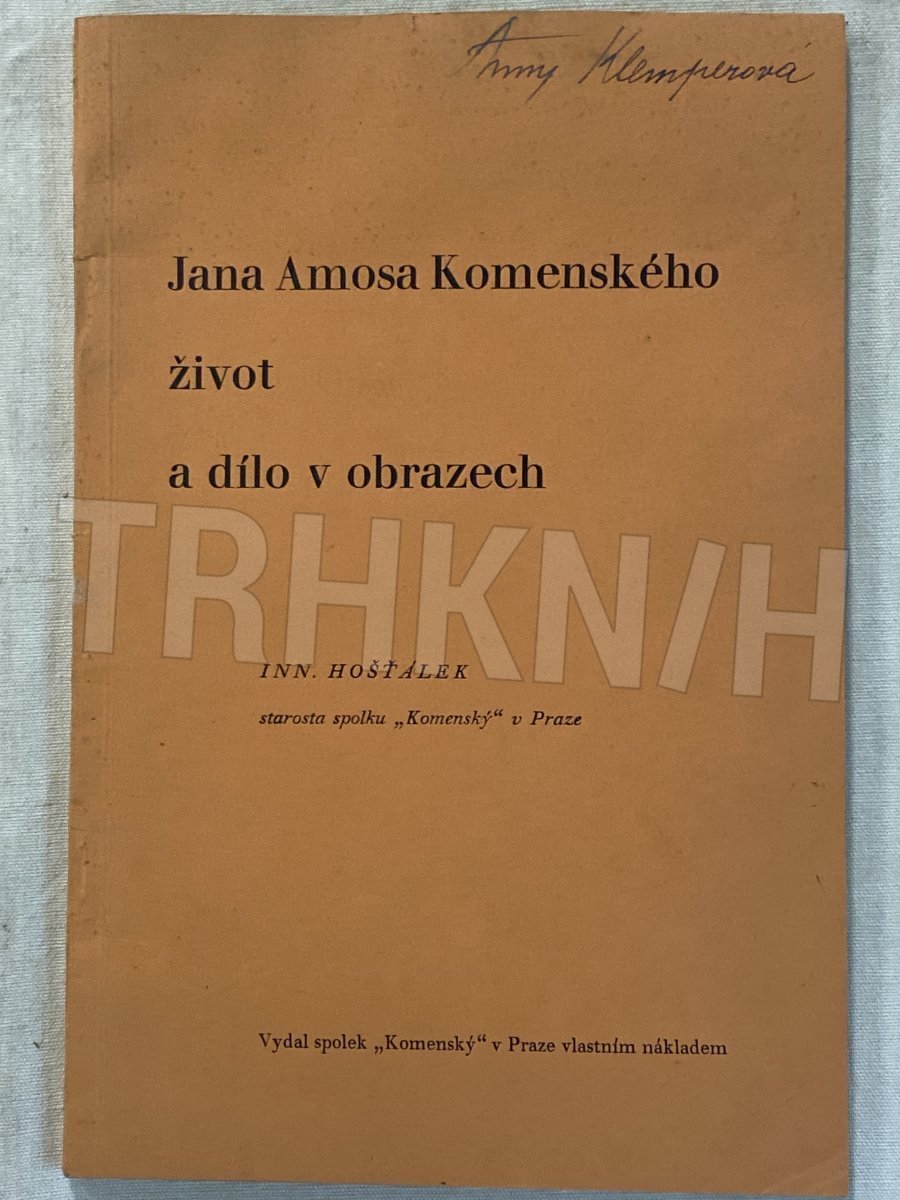 Anny Klemperová
Jana Amosa Komenského
život
a dílo v obrazech
TRHKNIH
INN. HOŠŤÁLEK
starosta spolku „Komenský“ v Praze
Vydal spolek „Komenský“ v Praze vlastním nákladem